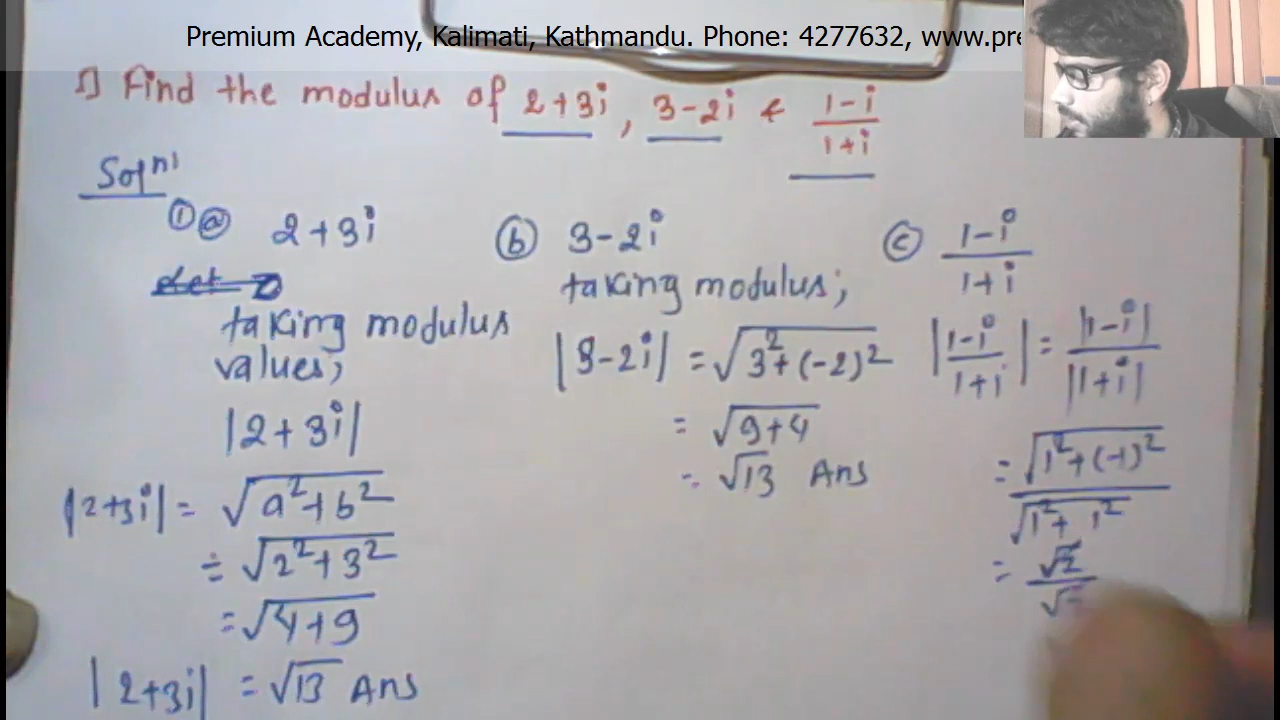 Premium Academy, Kalimati, Kathmandu. Phone: 4277632, www.pre
1) Find the modulus of 2+3i, 3-2i & 1-i/1+i
Solⁿ:
① ⓐ 2+3i
taking modulus
values;
|2+3i|
|2+3i| = √a²+b²
= √2²+3²
= √4+9
|2+3i| = √13 Ans
ⓑ 3-2i
taking modulus;
|3-2i| = √3²+(-2)²
= √9+4
= √13 Ans
ⓒ 1-i/1+i
|1-i/1+i| = |1-i|/|1+i|
= √1²+(-1)²/√1²+1²
= √2/√